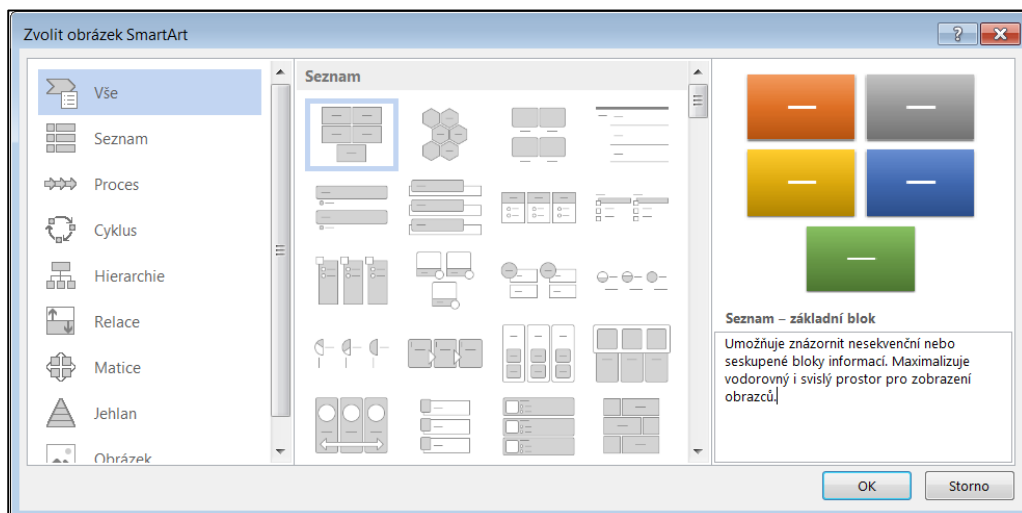 Zvolit obrázek SmartArt
Vše
Seznam
Proces
Cyklus
Hierarchie
Relace
Matice
Jehlan
Obrázek
Seznam
Seznam – základní blok
Umožňuje znázornit nesekvenční nebo
seskupené bloky informací. Maximalizuje
vodorovný i svislý prostor pro zobrazení
obrazců.
OK
Storno